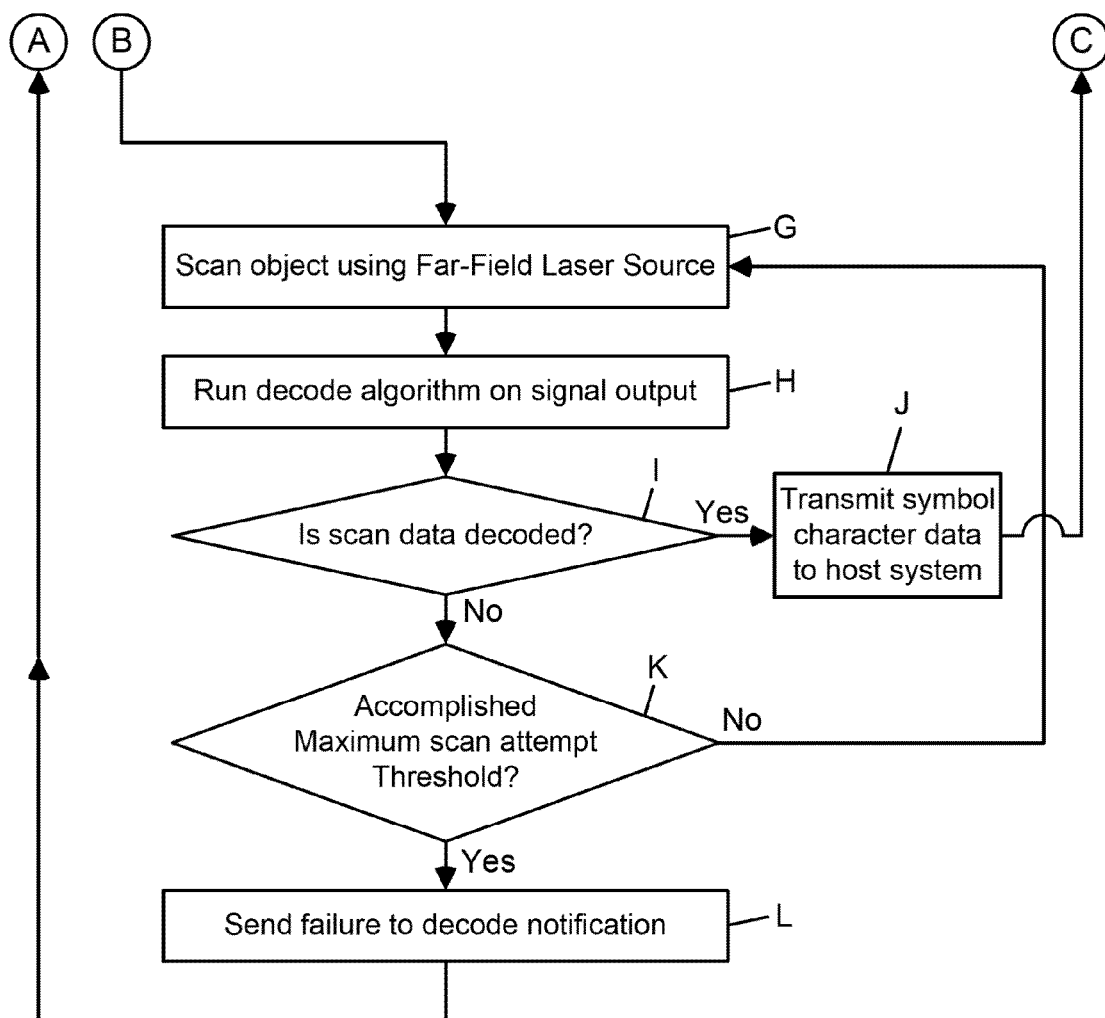 A
B
C
G
Scan object using Far-Field Laser Source
Run decode algorithm on signal output
H
J
I
Is scan data decoded?
Yes
Transmit symbol
character data
to host system
No
K
Accomplished
Maximum scan attempt
Threshold?
No
Yes
Send failure to decode notification
L